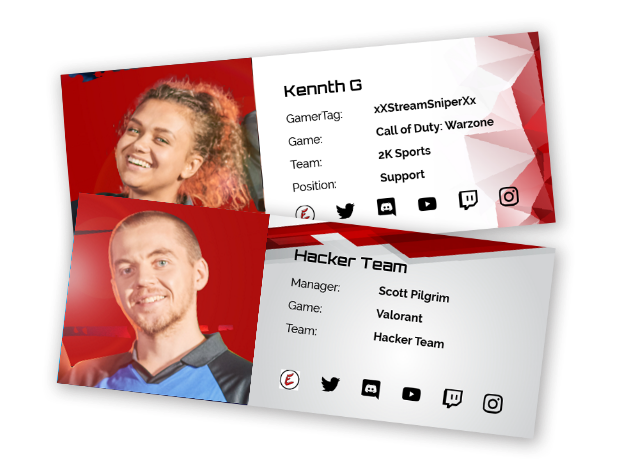 Kennth G
GamerTag: xXStreamSniperXx
Game: Call of Duty: Warzone
Team: 2K Sports
Position: Support
E
Hacker Team
Manager: Scott Pilgrim
Game: Valorant
Team: Hacker Team
E